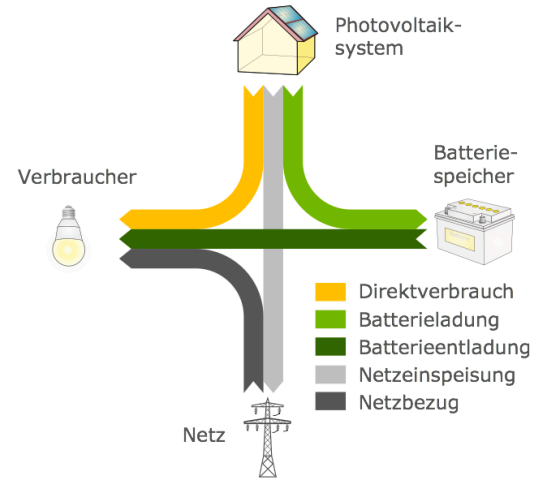 Photovoltaik-
system
Verbraucher
Batterie-
speicher
Direktverbrauch
Batterieladung
Batterieentladung
Netzeinspeisung
Netzbezug
Netz